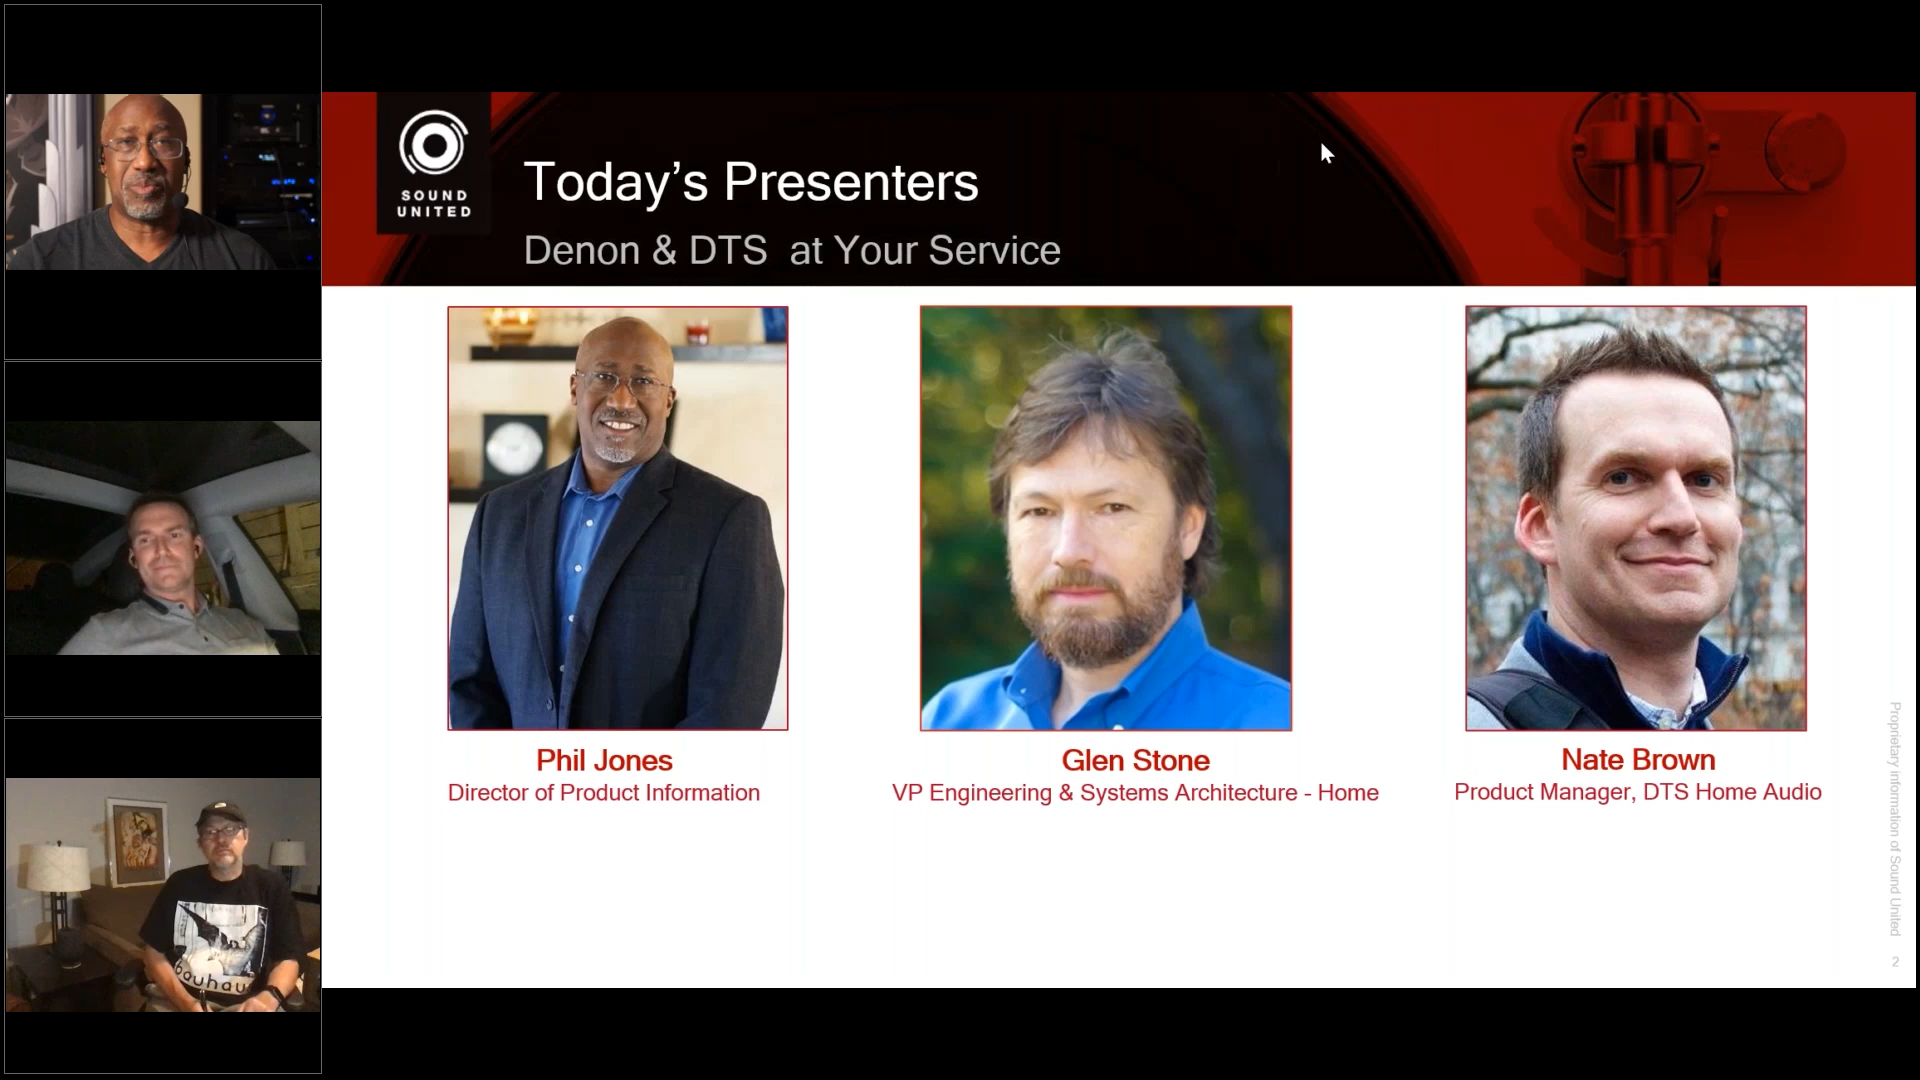 SOUND
UNITED
Today's Presenters
Denon & DTS at Your Service
Phil Jones
Director of Product Information
Glen Stone
VP Engineering & Systems Architecture - Home
Nate Brown
Product Manager, DTS Home Audio
Proprietary information of Sound United
2
bauhau